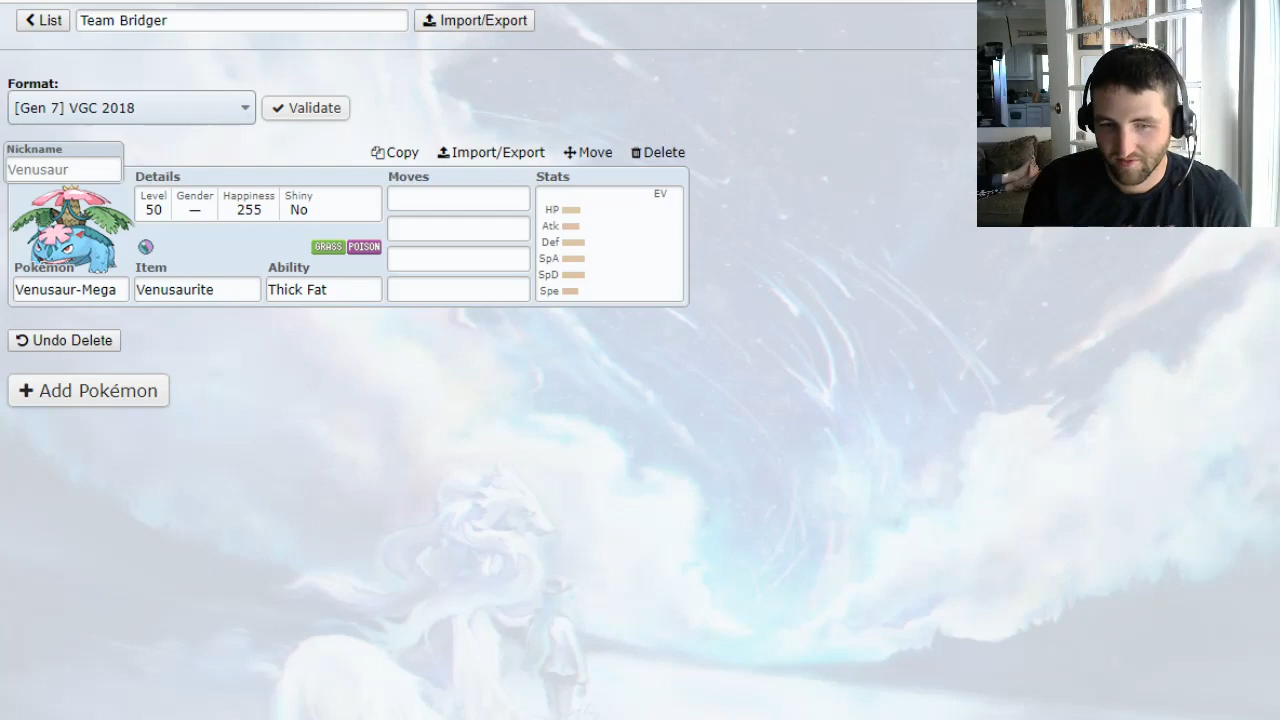 List
Team Bridger
Import/Export
Format:
[Gen 7] VGC 2018
Validate
Nickname
Venusaur
Copy
Import/Export
Move
Delete
Details
Moves
Stats
Level
Gender
Happiness
Shiny
50
—
255
No
EV
HP
Atk
Def
SpA
SpD
Spe
GRASS
POISON
Pokémon
Item
Ability
Venusaur-Mega
Venusaurite
Thick Fat
Undo Delete
Add Pokémon